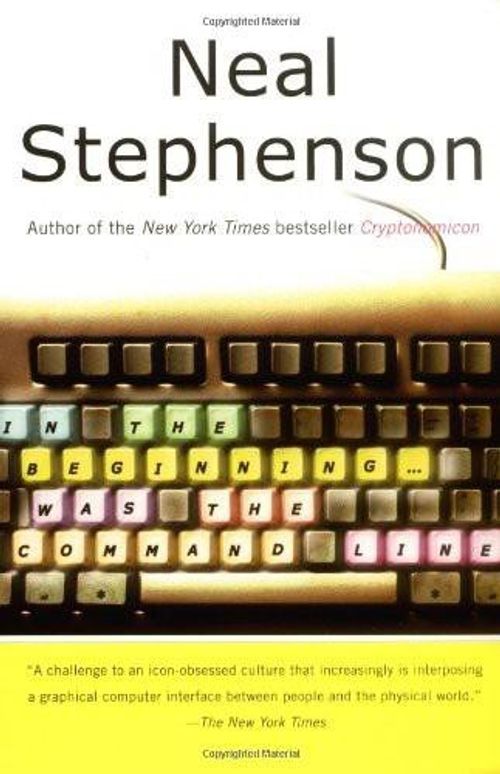 Copyrighted Material
Neal
Stephenson
Author of the New York Times bestseller Cryptonomicon
IN THE
BEGINNING...
WAS THE
COMMAND LINE
* *
"A challenge to an icon-obsessed culture that increasingly is interposing
a graphical computer interface between people and the physical world."
—The New York Times
Copyrighted Material